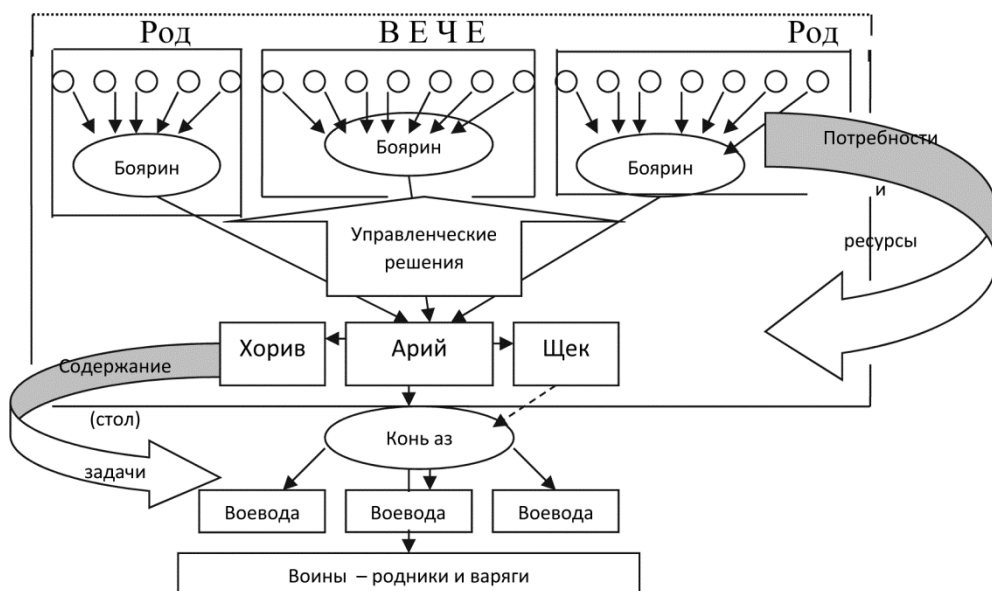 Род
ВЕЧЕ
Род
Боярин
Боярин
Боярин
Потребности
и
ресурсы
Управленческие
решения
Хорив
Арий
Щек
Содержание
(стол)
задачи
Конь аз
Воевода
Воевода
Воевода
Воины – родники и варяги